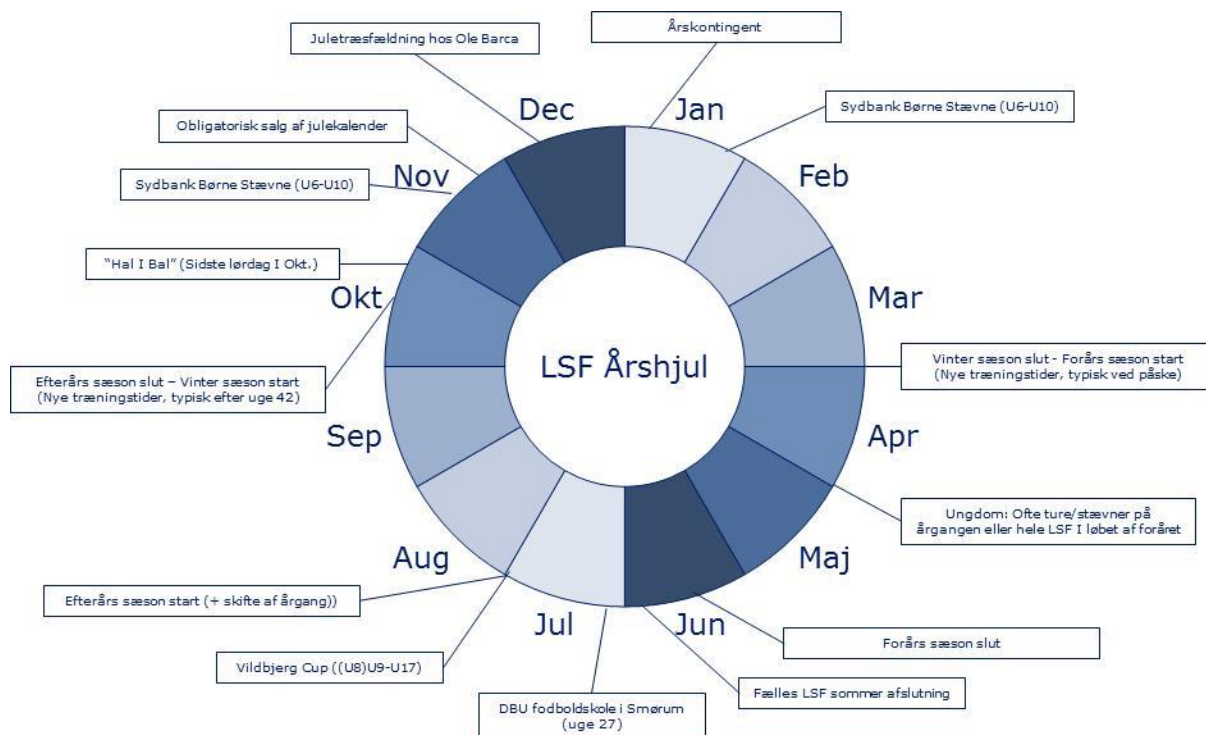 Årskontingent
Juletræsfældning hos Ole Barca
Dec
Jan
Sydbank Børne Stævne (U6-U10)
Obligatorisk salg af julekalender
Nov
Feb
Sydbank Børne Stævne (U6-U10)
"Hal I Bal" (Sidste lørdag I Okt.)
Okt
Mar
LSF Årshjul
Vinter sæson slut - Forårs sæson start
(Nye træningstider, typisk ved påske)
Efterårs sæson slut – Vinter sæson start
(Nye træningstider, typisk efter uge 42)
Sep
Apr
Ungdom: Ofte ture/stævner på
årgangen eller hele LSF I løbet af foråret
Aug
Maj
Efterårs sæson start (+ skifte af årgang))
Jul
Jun
Forårs sæson slut
Vildbjerg Cup ((U8)U9-U17)
Fælles LSF sommer afslutning
DBU fodboldskole i Smørum
(uge 27)